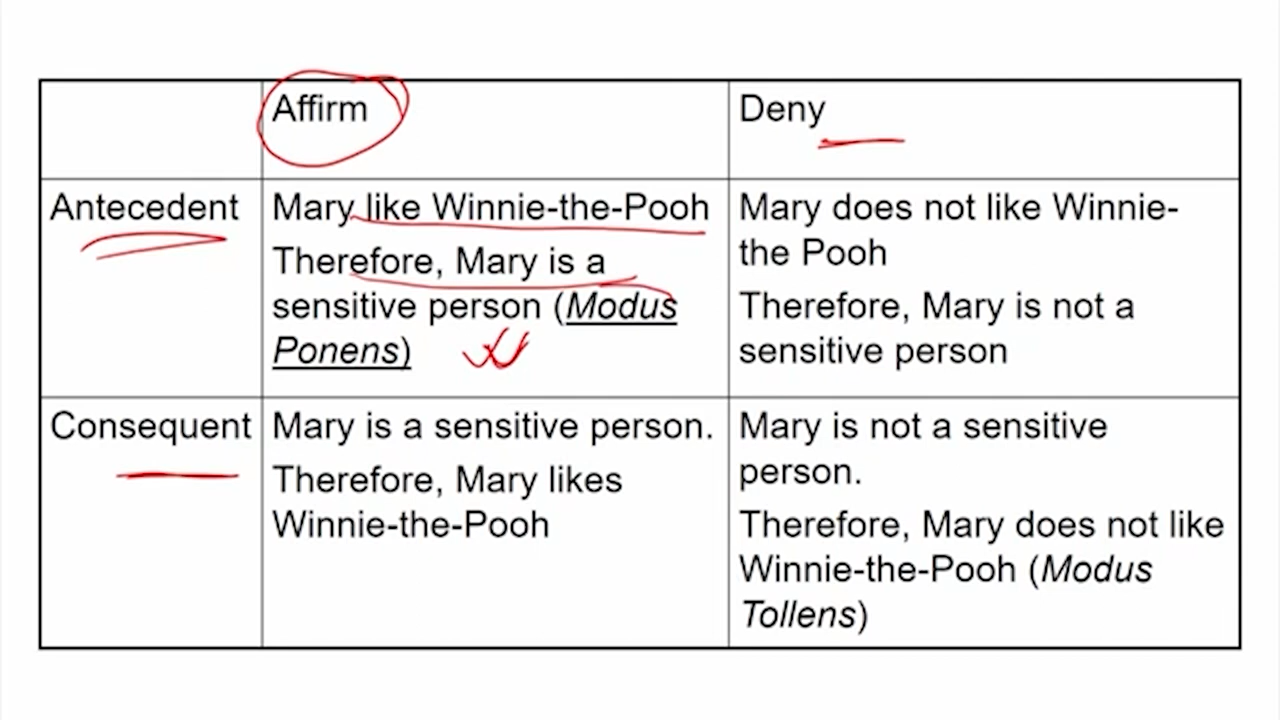 Affirm
Deny
Antecedent
Mary like Winnie-the-Pooh
Therefore, Mary is a
sensitive person (Modus
Ponens)
Mary does not like Winnie-
the Pooh
Therefore, Mary is not a
sensitive person
Consequent
Mary is a sensitive person.
Therefore, Mary likes
Winnie-the-Pooh
Mary is not a sensitive
person.
Therefore, Mary does not like
Winnie-the-Pooh (Modus
Tollens)